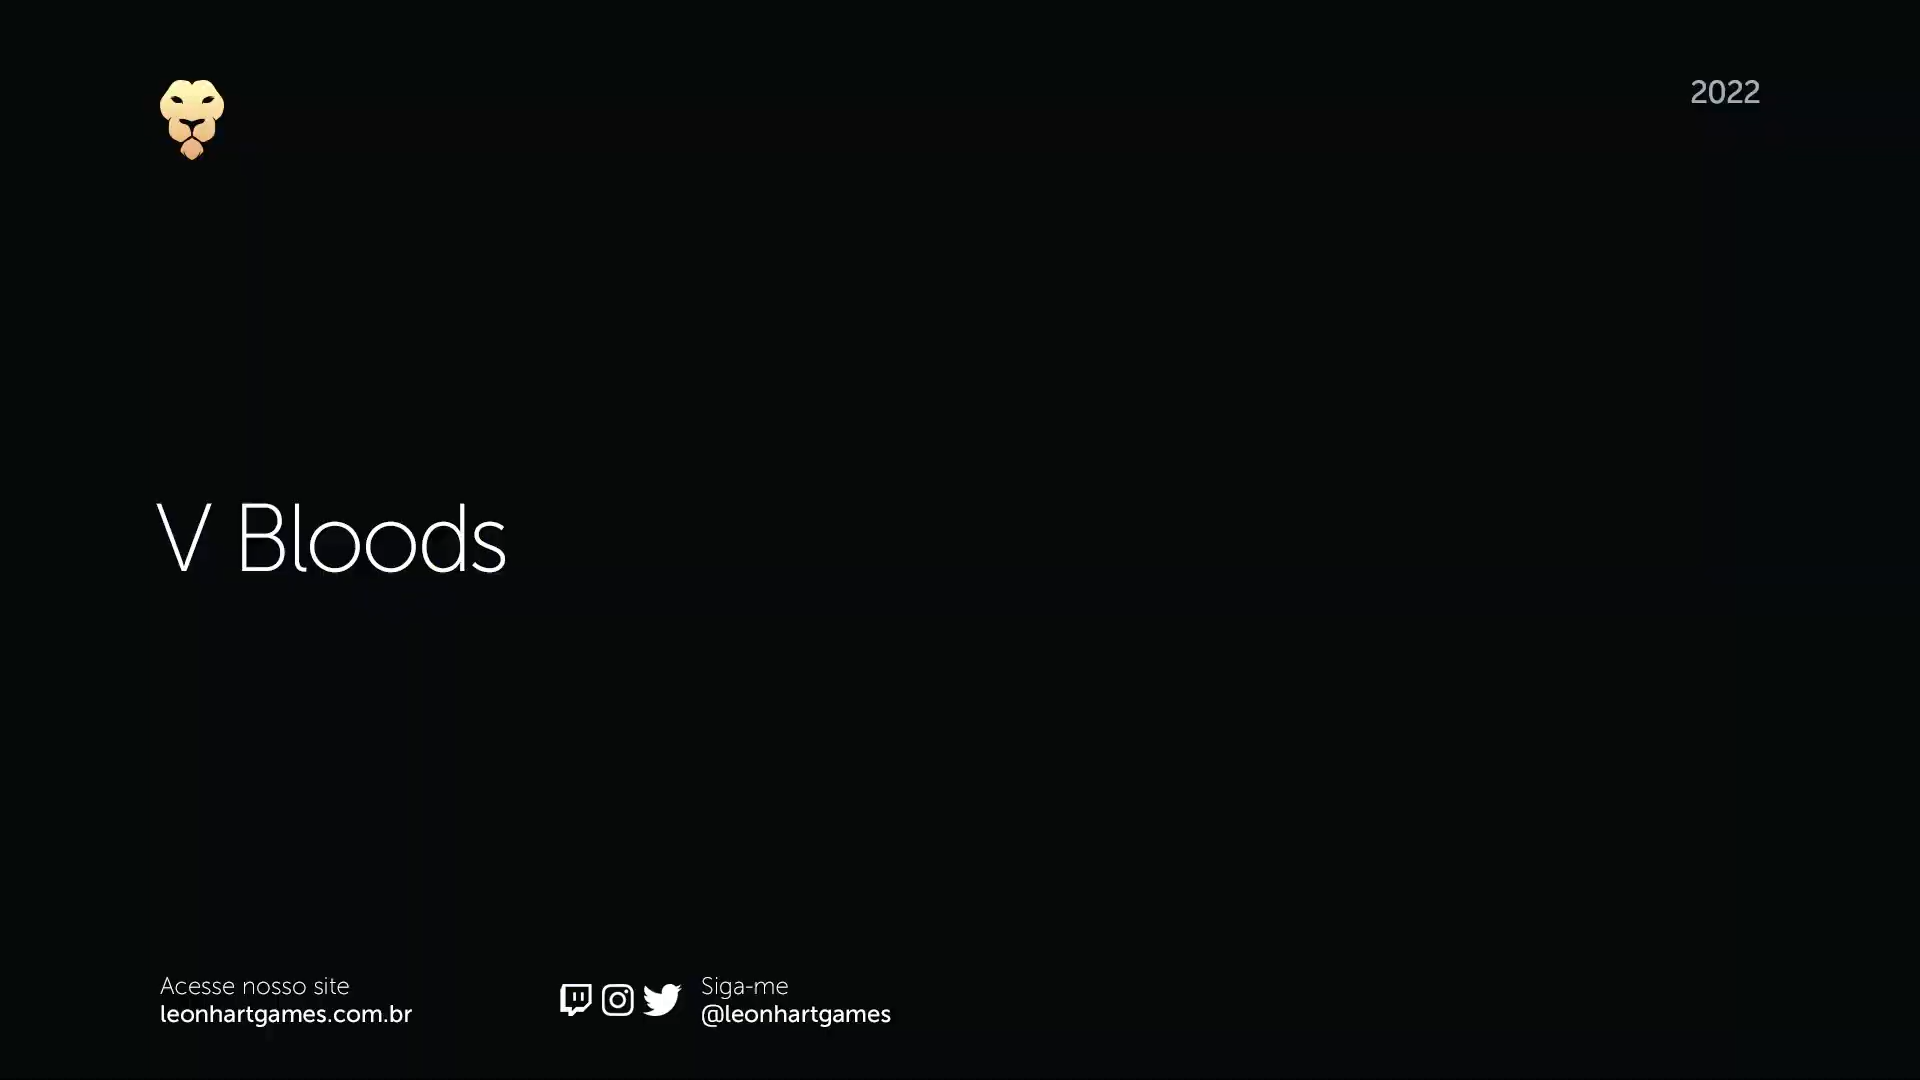 2022
V Bloods
Acesse nosso site
leonhartgames.com.br
Siga-me
@leonhartgames